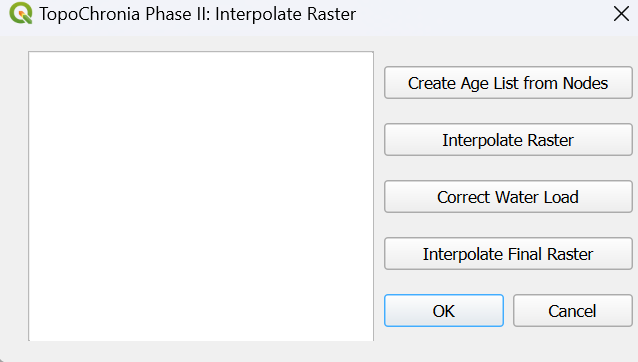 TopoChronia Phase II: Interpolate Raster
Create Age List from Nodes
Interpolate Raster
Correct Water Load
Interpolate Final Raster
OK
Cancel